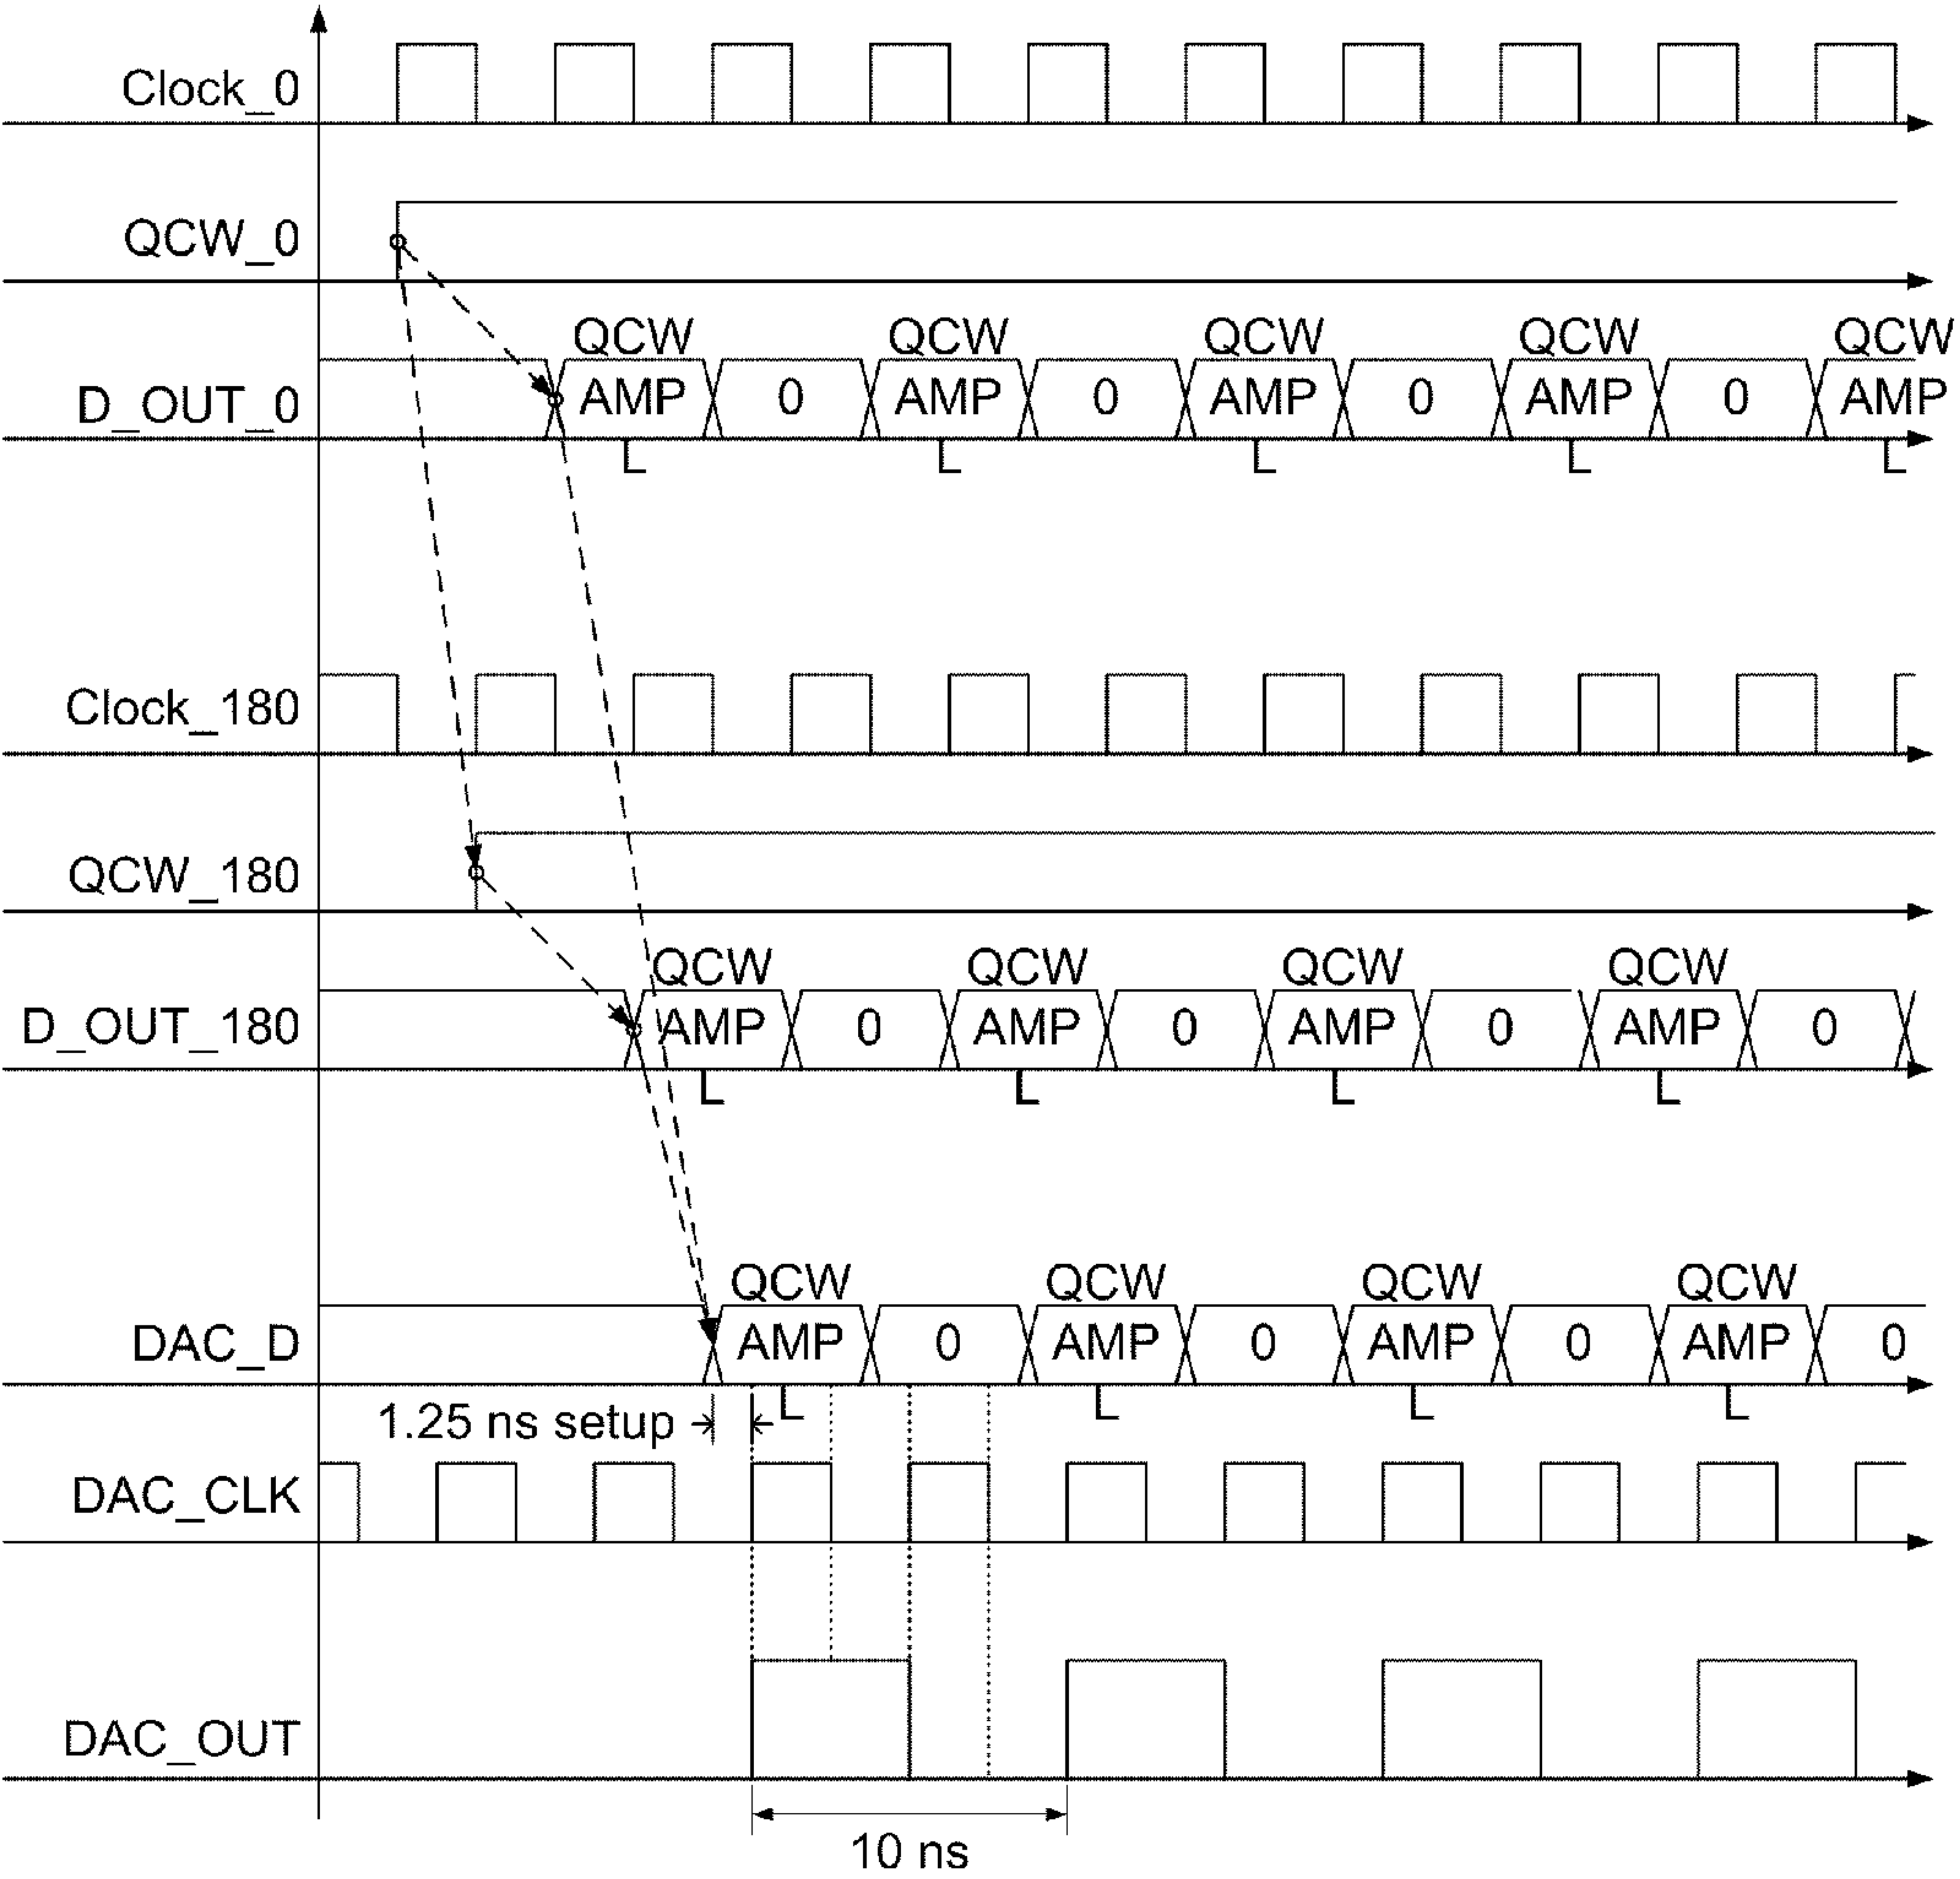 Clock_0
QCW_0
QCW QCW QCW QCW QCW
D_OUT_0 AMP 0 AMP 0 AMP 0 AMP 0 AMP
L L L L L
Clock_180
QCW_180
QCW QCW QCW QCW
D_OUT_180 AMP 0 AMP 0 AMP 0 AMP 0
L L L L
QCW QCW QCW QCW
DAC_D AMP 0 AMP 0 AMP 0 AMP 0
1.25 ns setup L L L L
DAC_CLK
DAC_OUT
10 ns